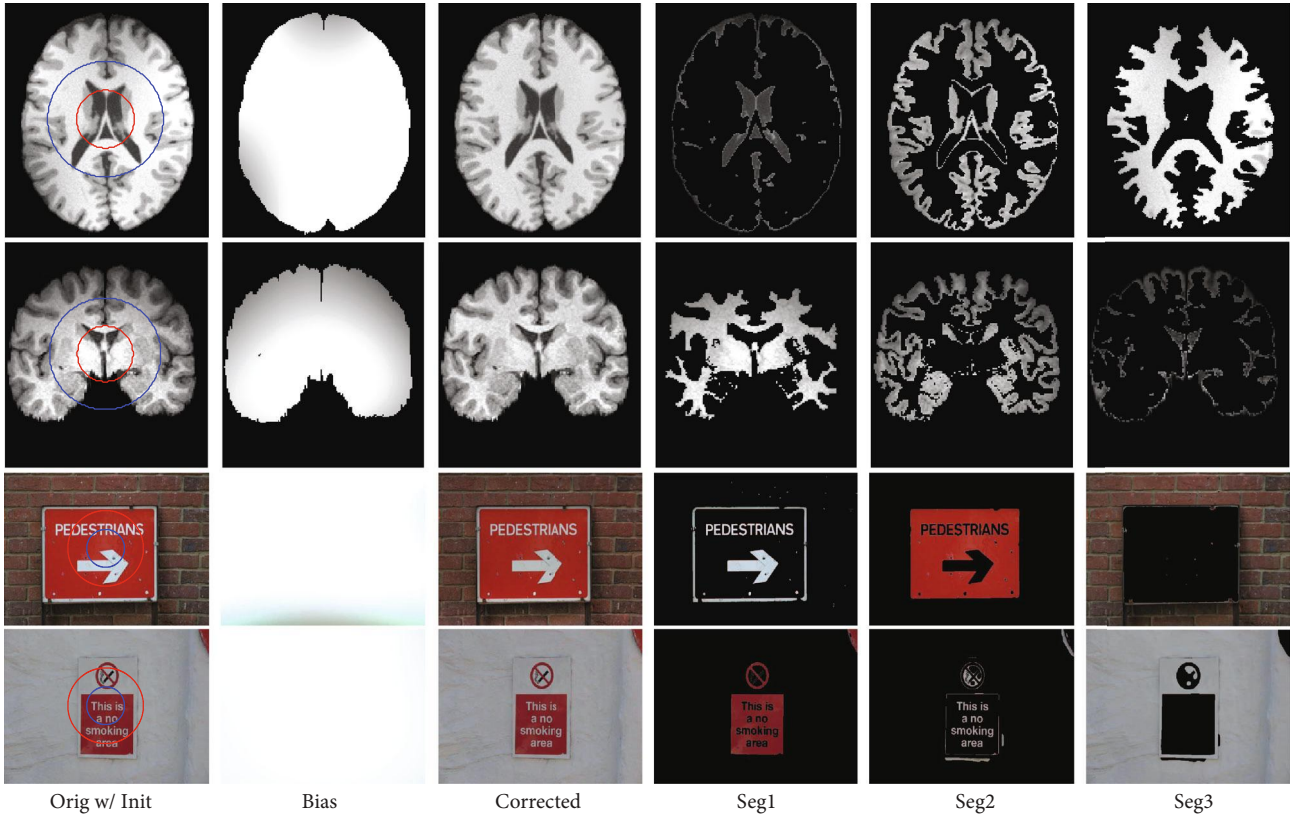 PEDESTRIANS
PEDESTRIANS
PEDESTRIANS
PEDESTRIANS
This is
a no
smoking
area
This is
a no
smoking
area
This is
a no
smoking
area
This is
a no
smoking
area
Orig w/ Init
Bias
Corrected
Seg1
Seg2
Seg3